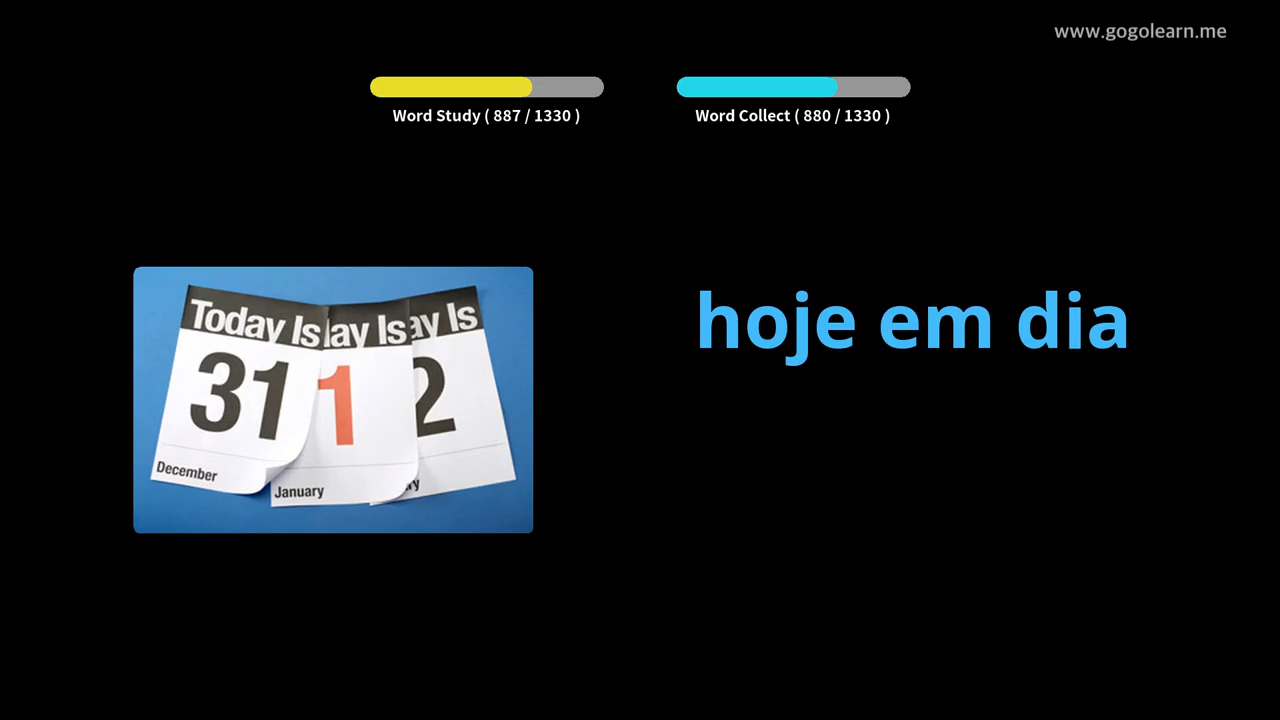 www.gogolearn.me
Word Study ( 887 / 1330 )
Word Collect ( 880 / 1330 )
hoje em dia
Today Is
ay Is
ay Is
31
1
2
December
January
ry